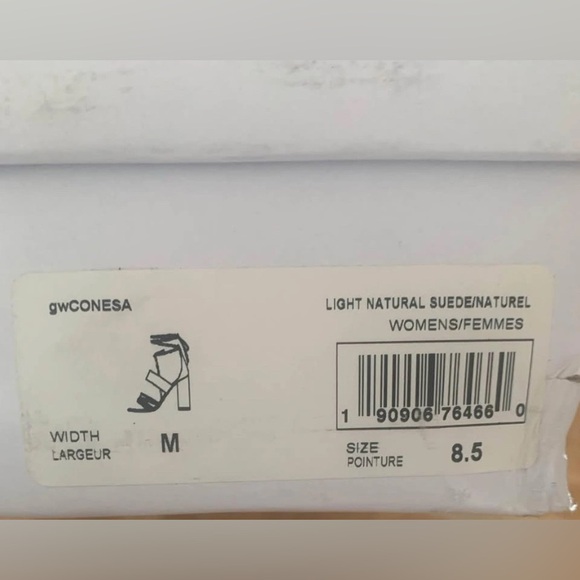 gwCONESA
LIGHT NATURAL SUEDE/NATUREL
WOMENS/FEMMES
1 90906 76466 0
WIDTH
LARGEUR
M
SIZE
POINTURE
8.5